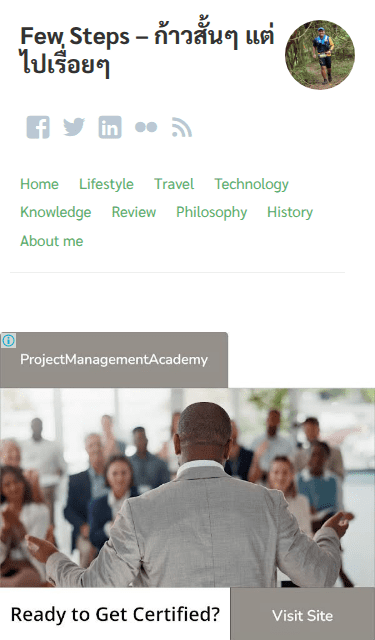 Few Steps – ก้าวสั้นๆ แต่
ไปเรื่อยๆ
Home Lifestyle Travel Technology
Knowledge Review Philosophy History
About me
ProjectManagementAcademy
Ready to Get Certified? Visit Site